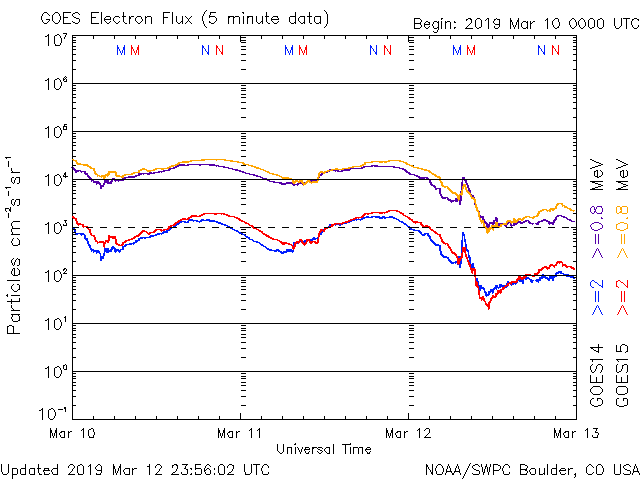 GOES Electron Flux (5 minute data)
Begin: 2019 Mar 10 0000 UTC
M M N N M M N N M M N N
10⁷
10⁶
10⁵
10⁴
10³
10²
10¹
10⁰
10⁻¹
Particles cm⁻²s⁻¹sr⁻¹
Mar 10 Mar 11 Mar 12 Mar 13
Universal Time
GOES14 >=2 >=0.8 MeV
GOES15 >=2 >=0.8 MeV
Updated 2019 Mar 12 23:56:02 UTC
NOAA/SWPC Boulder, CO USA